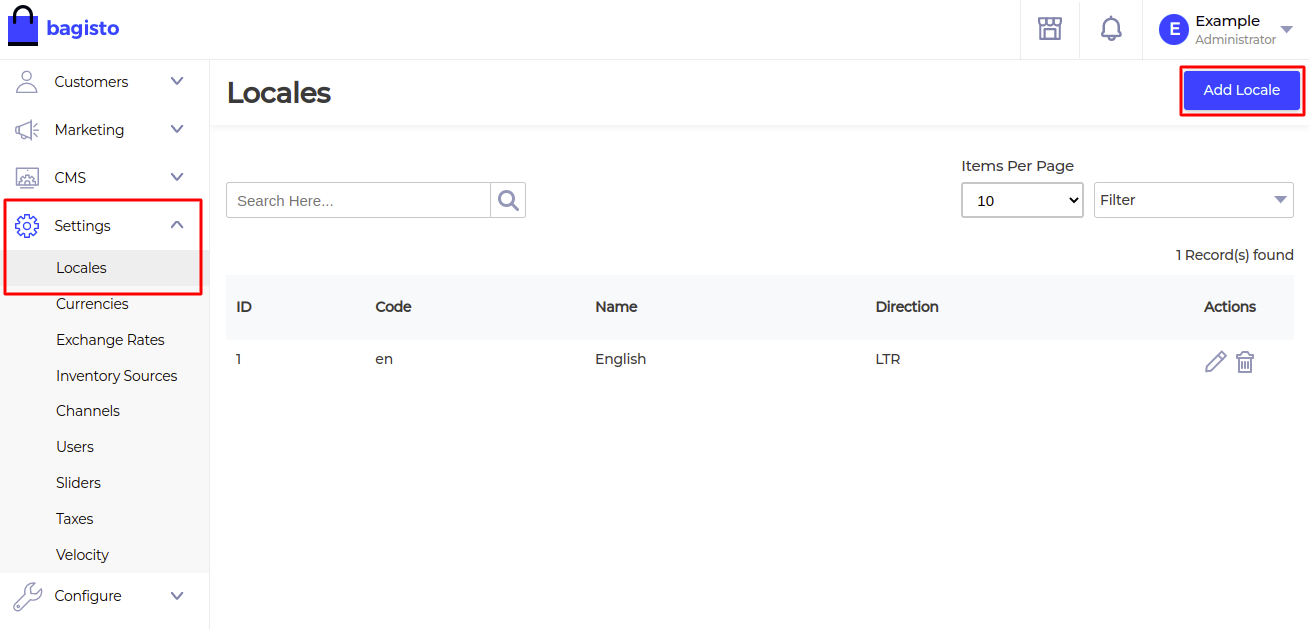 bagisto
E
Example
Administrator
Customers
Marketing
CMS
Settings
Locales
Currencies
Exchange Rates
Inventory Sources
Channels
Users
Sliders
Taxes
Velocity
Configure
Locales
Add Locale
Items Per Page
Search Here...
10
Filter
1 Record(s) found
ID Code Name Direction Actions
1 en English LTR